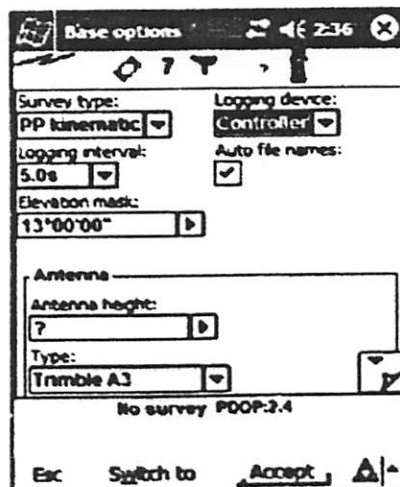 Base options 2:36
?
Survey type: Logging device:
PP kinematic Controller
Logging interval: Auto file names:
5.0s
Elevation mask:
13°00'00"
Antenna
Antenna height:
?
Type:
Trimble A3
No survey PDOP:2.4
Esc Switch to Accept